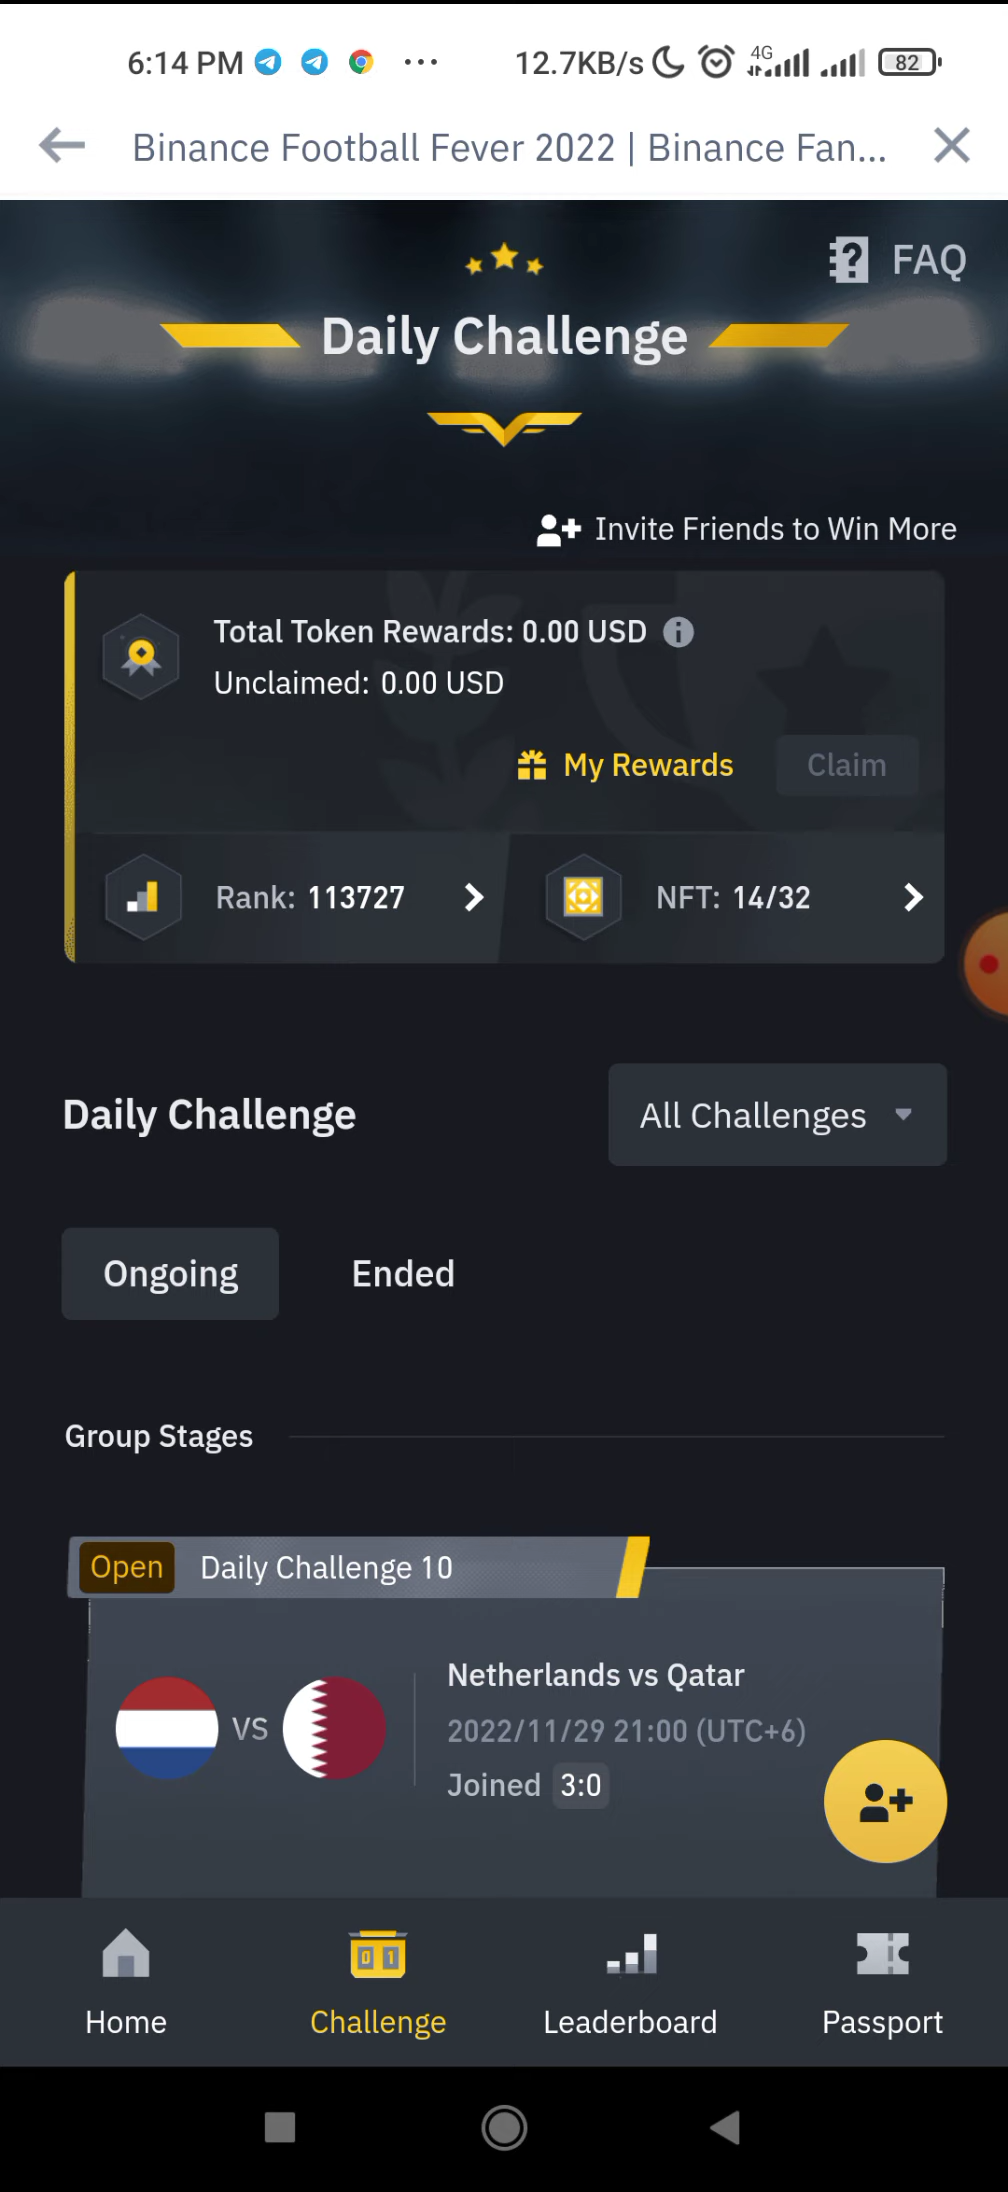 6:14 PM ... 12.7KB/s 4G 82
Binance Football Fever 2022 | Binance Fan...
FAQ
Daily Challenge
Invite Friends to Win More
Total Token Rewards: 0.00 USD
Unclaimed: 0.00 USD
My Rewards Claim
Rank: 113727 NFT: 14/32
Daily Challenge All Challenges
Ongoing Ended
Group Stages
Open Daily Challenge 10
Netherlands vs Qatar
VS 2022/11/29 21:00 (UTC+6)
Joined 3:0
0 1
Home Challenge Leaderboard Passport